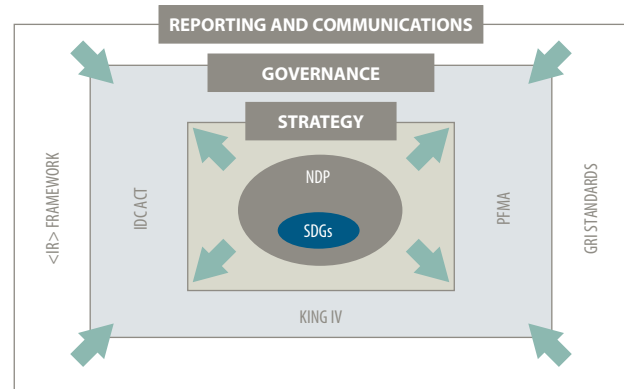 REPORTING AND COMMUNICATIONS
GOVERNANCE
STRATEGY
NDP
SDGs
<IR> FRAMEWORK
IDC ACT
PFMA
GRI STANDARDS
KING IV